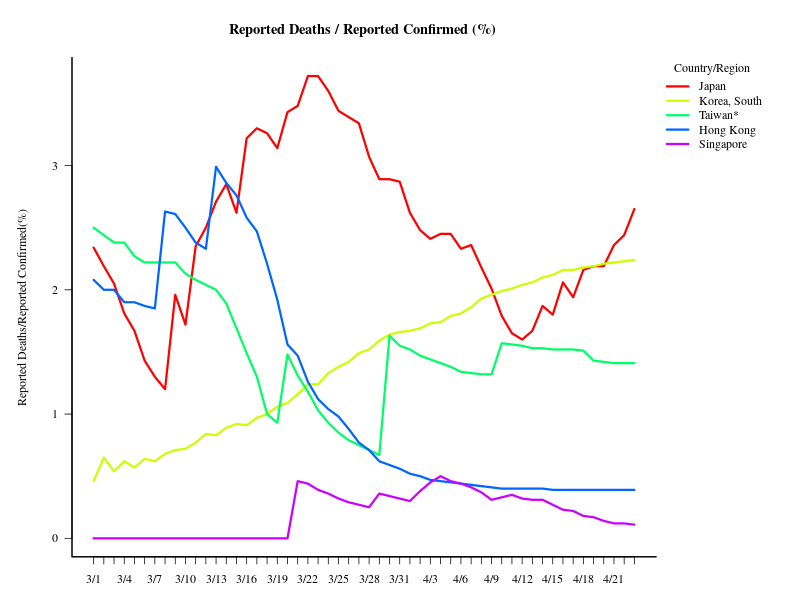 Reported Deaths / Reported Confirmed (%)
Country/Region
Japan
Korea, South
Taiwan*
Hong Kong
Singapore
Reported Deaths/Reported Confirmed(%)
3
2
1
0
3/1 3/4 3/7 3/10 3/13 3/16 3/19 3/22 3/25 3/28 3/31 4/3 4/6 4/9 4/12 4/15 4/18 4/21